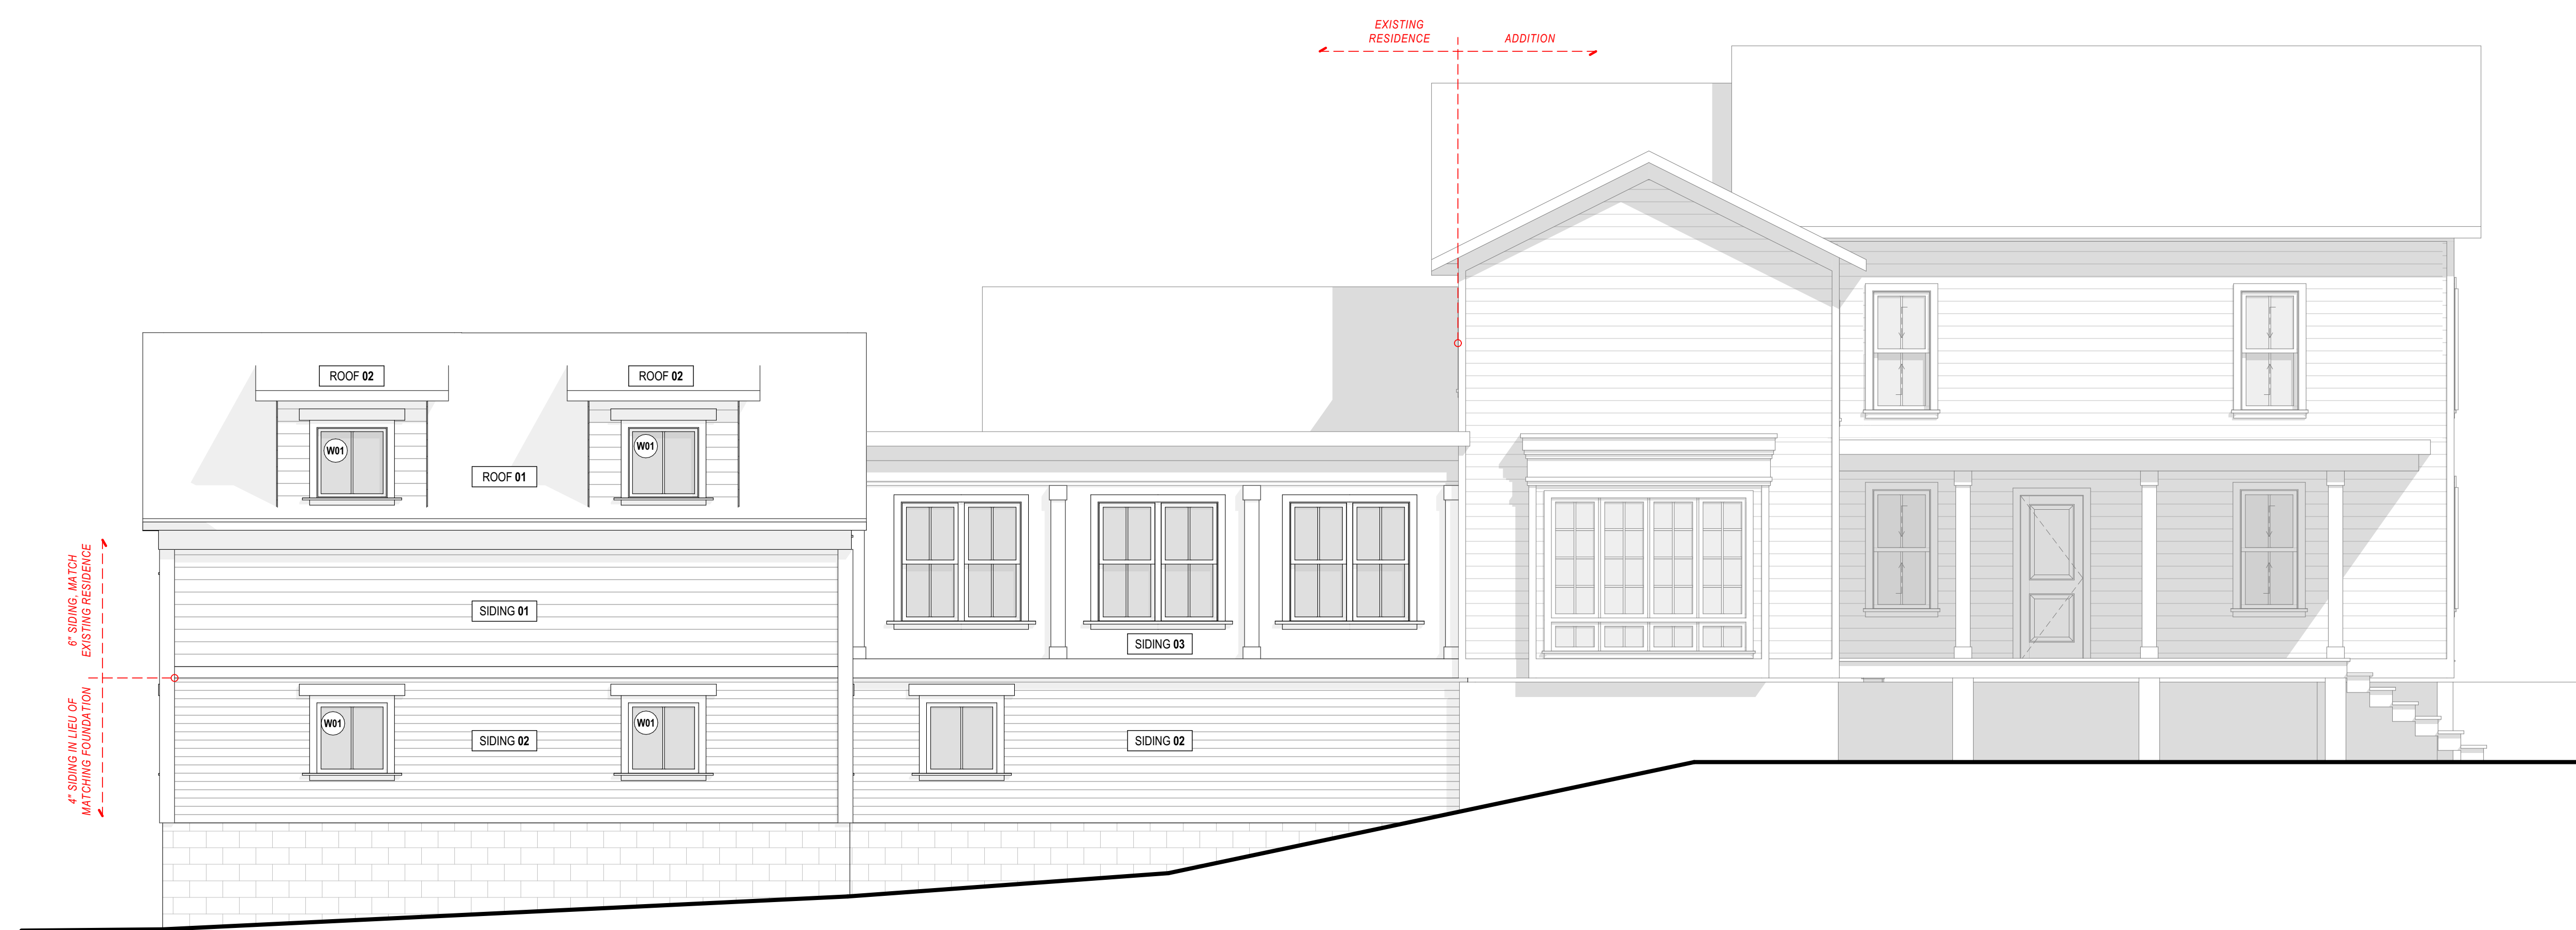 EXISTING
RESIDENCE
ADDITION
ROOF 02
ROOF 02
W01
W01
ROOF 01
6" SIDING, MATCH
EXISTING RESIDENCE
SIDING 01
SIDING 03
4" SIDING IN LIEU OF
MATCHING FOUNDATION
W01
W01
SIDING 02
SIDING 02